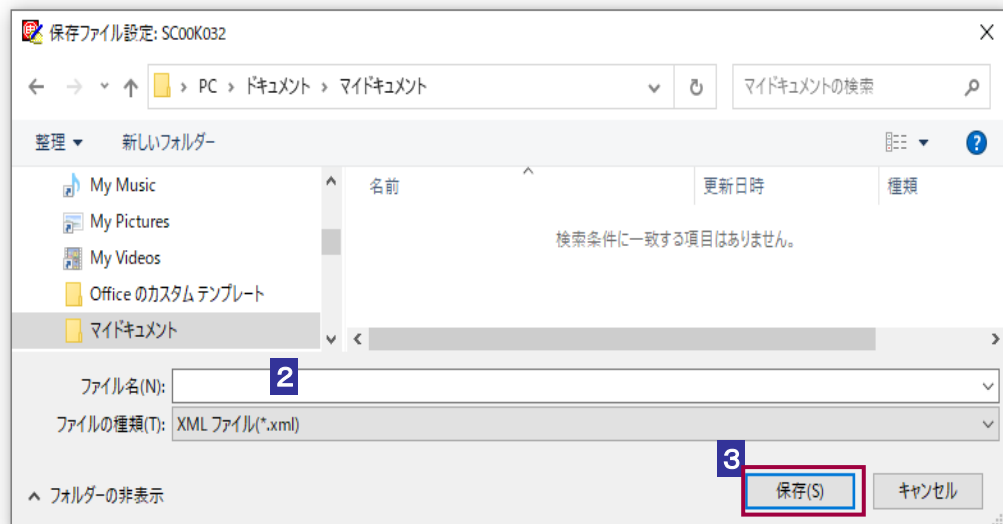 保存ファイル設定: SC00K032
PC › ドキュメント › マイドキュメント
マイドキュメントの検索
整理 新しいフォルダー
名前 更新日時 種類
検索条件に一致する項目はありません。
My Music
My Pictures
My Videos
Office のカスタム テンプレート
マイドキュメント
2
ファイル名(N):
ファイルの種類(T): XML ファイル(*.xml)
3
フォルダーの非表示 保存(S) キャンセル